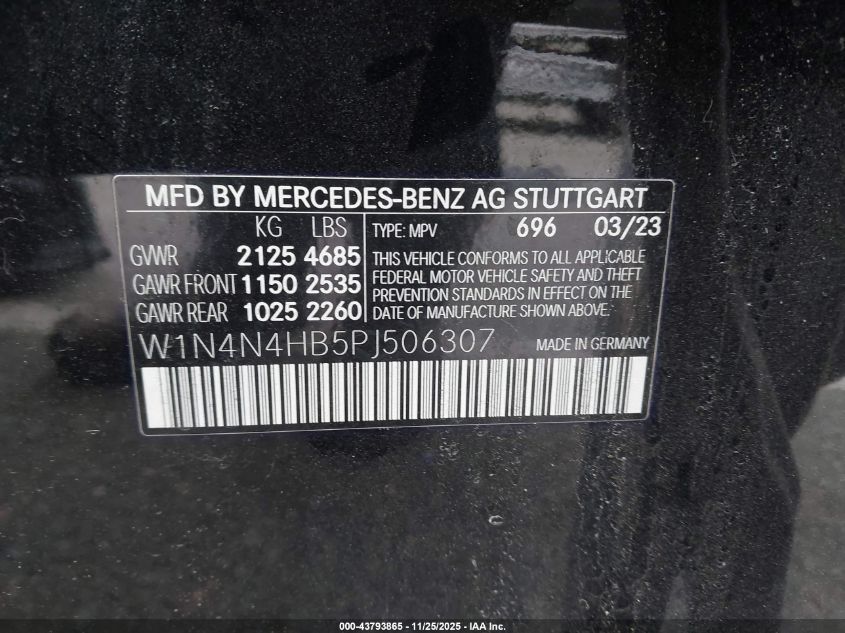 MFD BY MERCEDES-BENZ AG STUTTGART
KG LBS
GVWR 2125 4685
GAWR FRONT 1150 2535
GAWR REAR 1025 2260
TYPE: MPV 696 03/23
THIS VEHICLE CONFORMS TO ALL APPLICABLE
FEDERAL MOTOR VEHICLE SAFETY AND THEFT
PREVENTION STANDARDS IN EFFECT ON THE
DATE OF MANUFACTURE SHOWN ABOVE.
W1N4N4HB5PJ506307 MADE IN GERMANY
000-43793865 - 11/25/2025 - IAA Inc.